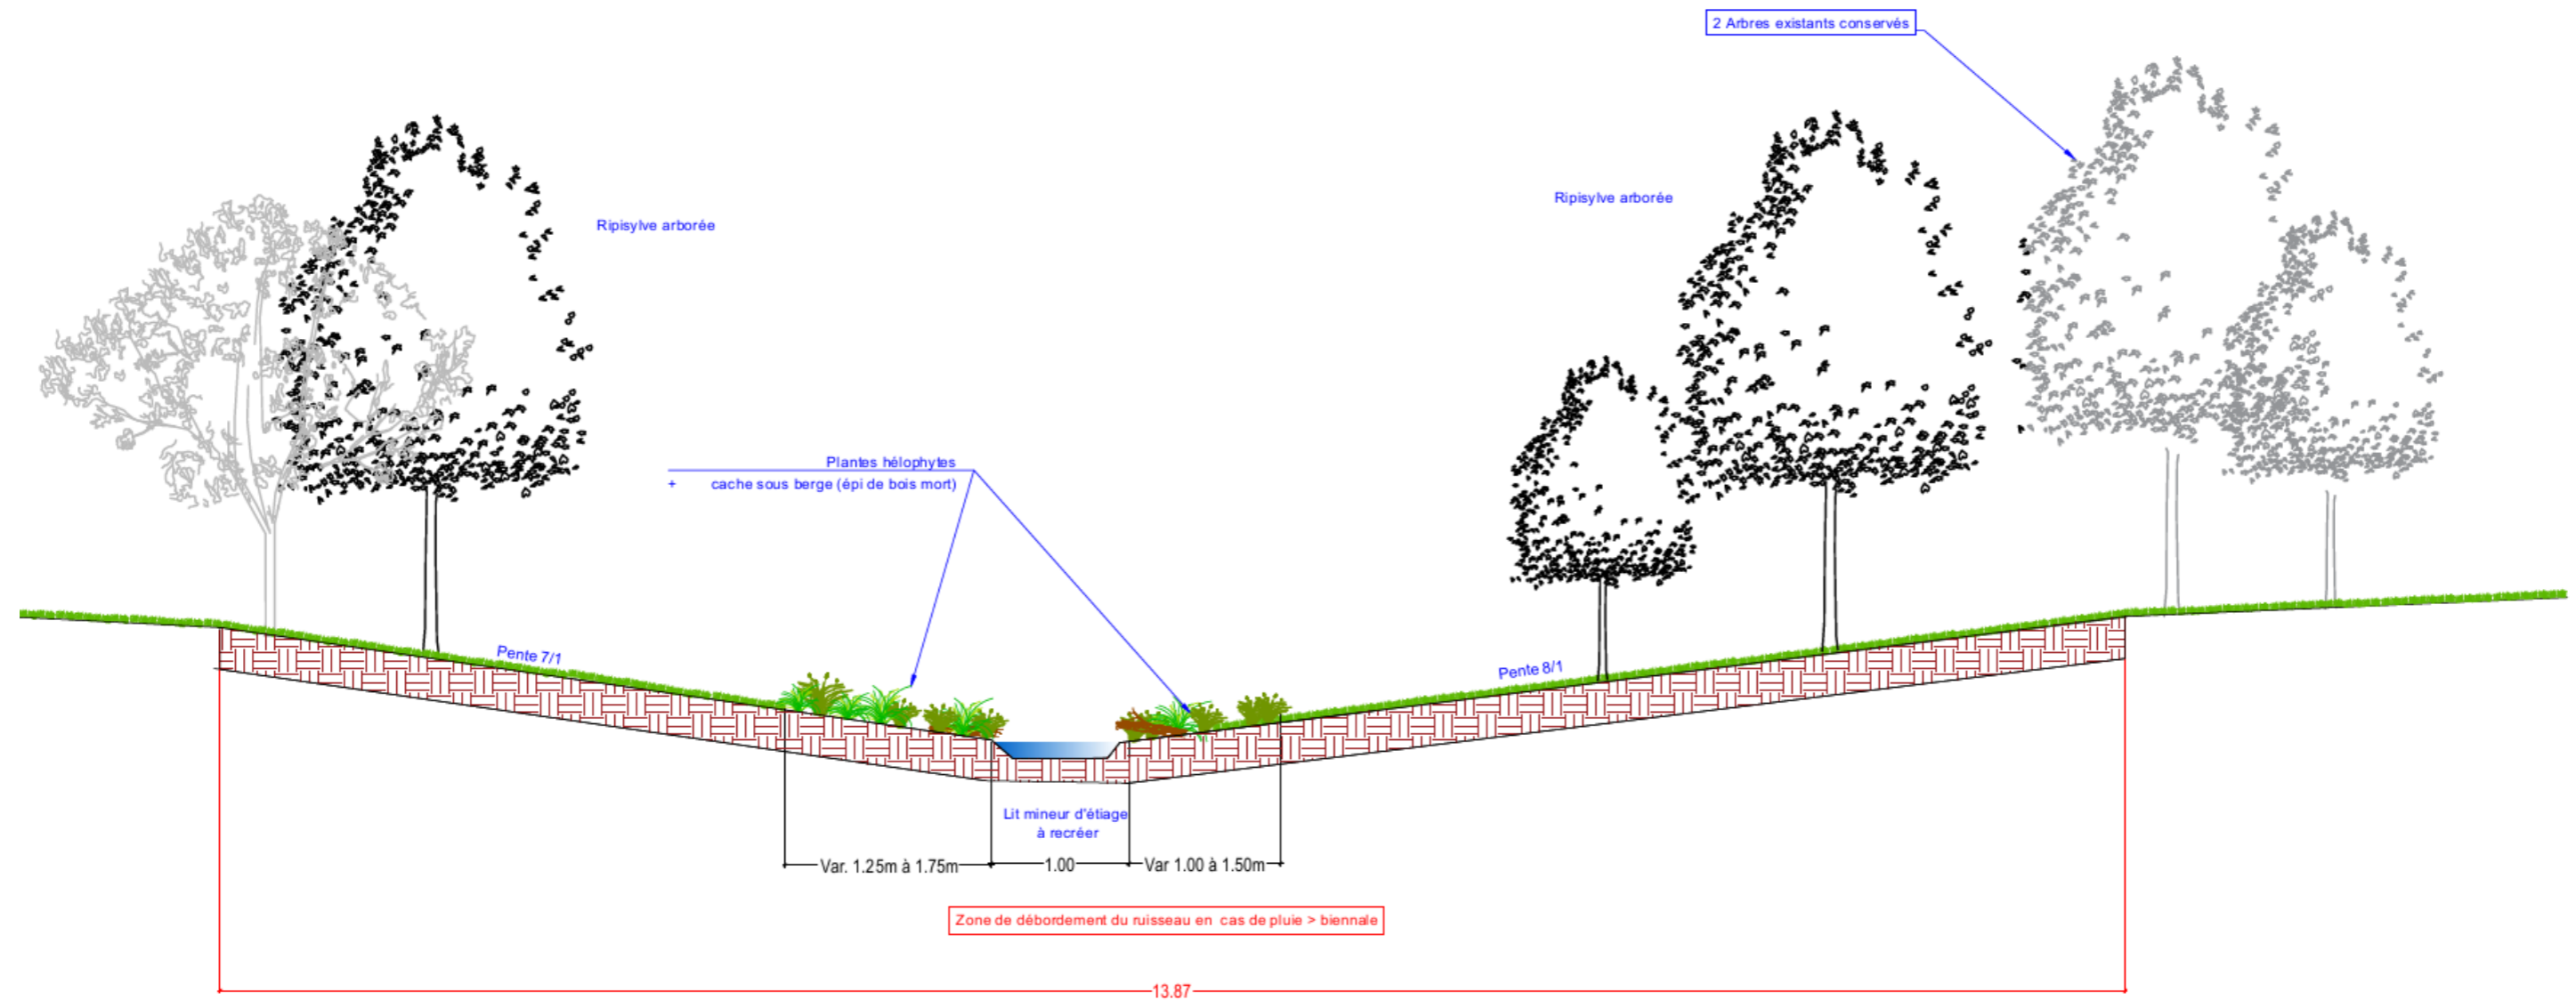 2 Arbres existants conservés
Ripisylve arborée
Ripisylve arborée
Plantes hélophytes
+ cache sous berge (épi de bois mort)
Pente 7/1
Pente 8/1
Lit mineur d'étiage
à recréer
Var. 1.25m à 1.75m
1.00
Var 1.00 à 1.50m
Zone de débordement du ruisseau en cas de pluie > biennale
13.87